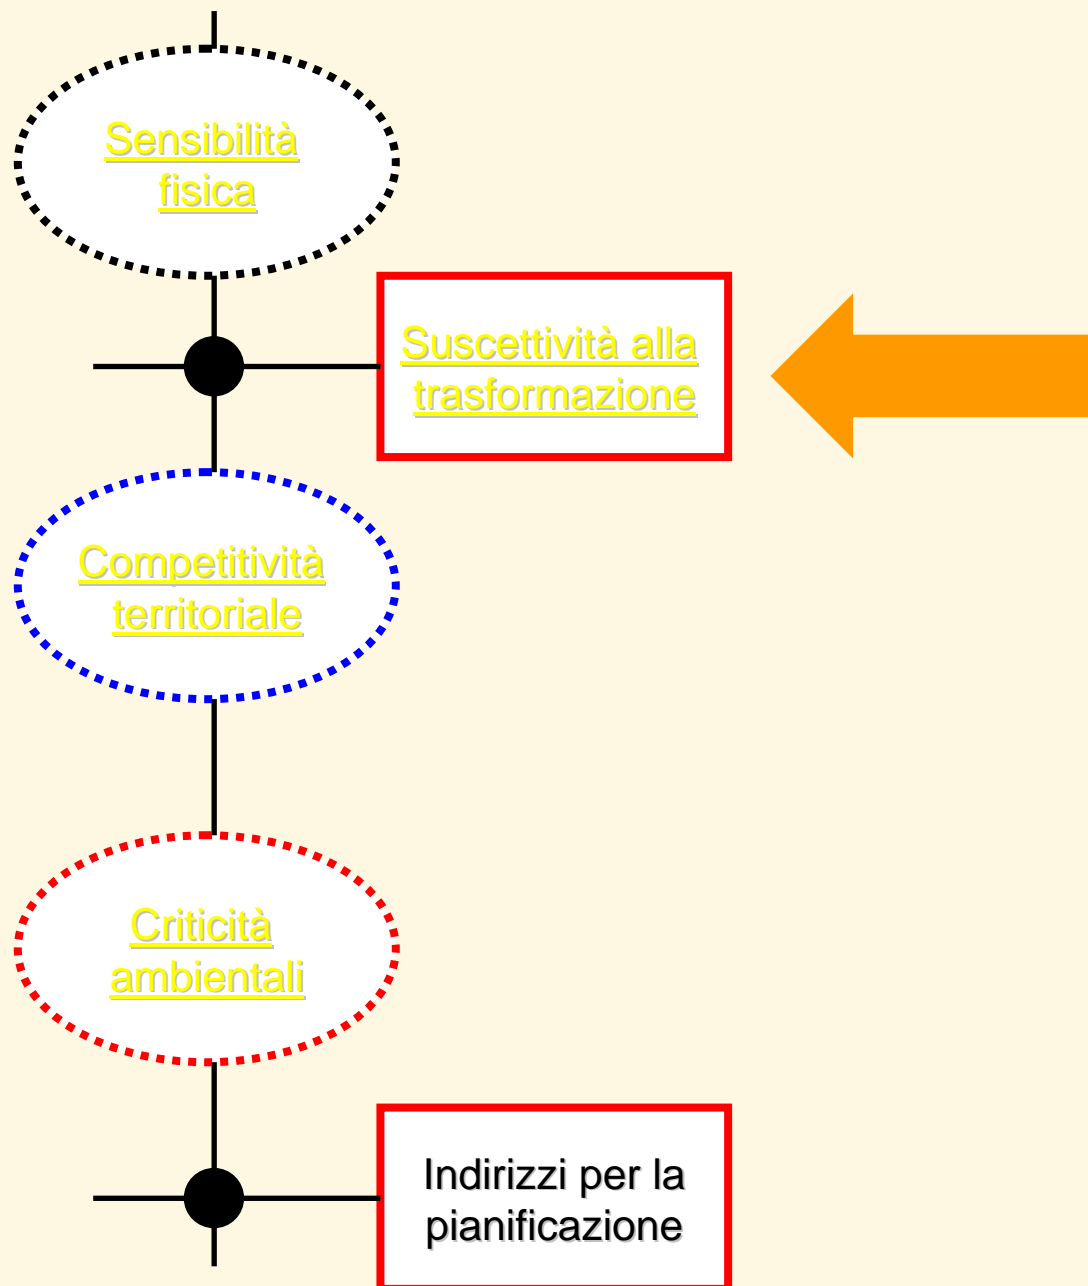 Sensibilità
fisica
Suscettività alla
trasformazione
Competitività
territoriale
Criticità
ambientali
Indirizzi per la
pianificazione